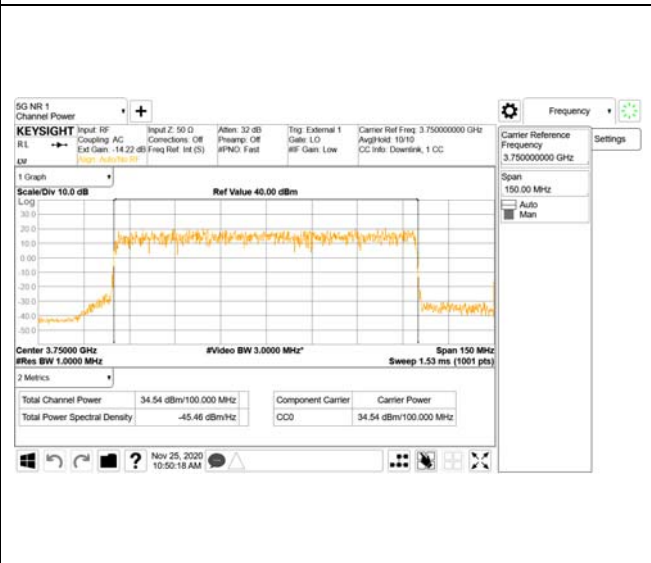 5G NR 1
Channel Power
+
KEYSIGHT
RL
Input: RF
Coupling: AC
Ext Gain: -14.22 dB
Align: Auto/No RF
Input Z: 50 Ω
Corrections: Off
Freq Ref: Int (S)
Atten: 32 dB
Preamp: Off
#PNO: Fast
Trig: External 1
Gate: LO
#IF Gain: Low
Carrier Ref Freq: 3.750000000 GHz
Avg|Hold: 10/10
CC Info: Downlink, 1 CC
Frequency
Settings
Carrier Reference
Frequency
3.750000000 GHz
Span
150.00 MHz
Auto
Man
1 Graph
Scale/Div 10.0 dB
Ref Value 40.00 dBm
Log
30.0
20.0
10.0
0.00
-10.0
-20.0
-30.0
-40.0
-50.0
Center 3.75000 GHz
#Video BW 3.0000 MHz*
Span 150 MHz
#Res BW 1.0000 MHz
Sweep 1.53 ms (1001 pts)
2 Metrics
Total Channel Power 34.54 dBm/100.000 MHz
Total Power Spectral Density -45.46 dBm/Hz
Component Carrier Carrier Power
CC0 34.54 dBm/100.000 MHz
?
Nov 25, 2020
10:50:18 AM